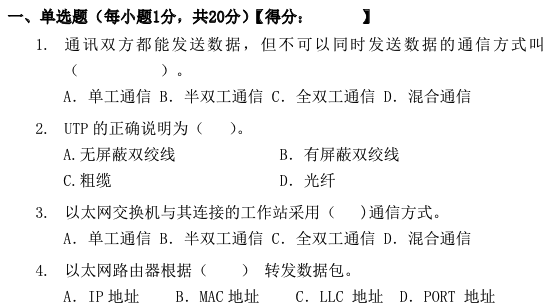 一、单选题（每小题1分，共20分）【得分：　　　】
1. 通讯双方都能发送数据，但不可以同时发送数据的通信方式叫
（　　　　）。
A．单工通信 B．半双工通信 C．全双工通信 D．混合通信
2. UTP 的正确说明为（　）。
A.无屏蔽双绞线　　　　B．有屏蔽双绞线
C.粗缆　　　　D．光纤
3. 以太网交换机与其连接的工作站采用（　)通信方式。
A．单工通信 B．半双工通信 C．全双工通信 D．混合通信
4. 以太网路由器根据（　） 转发数据包。
A．IP 地址　B．MAC 地址　C．LLC 地址　D．PORT 地址